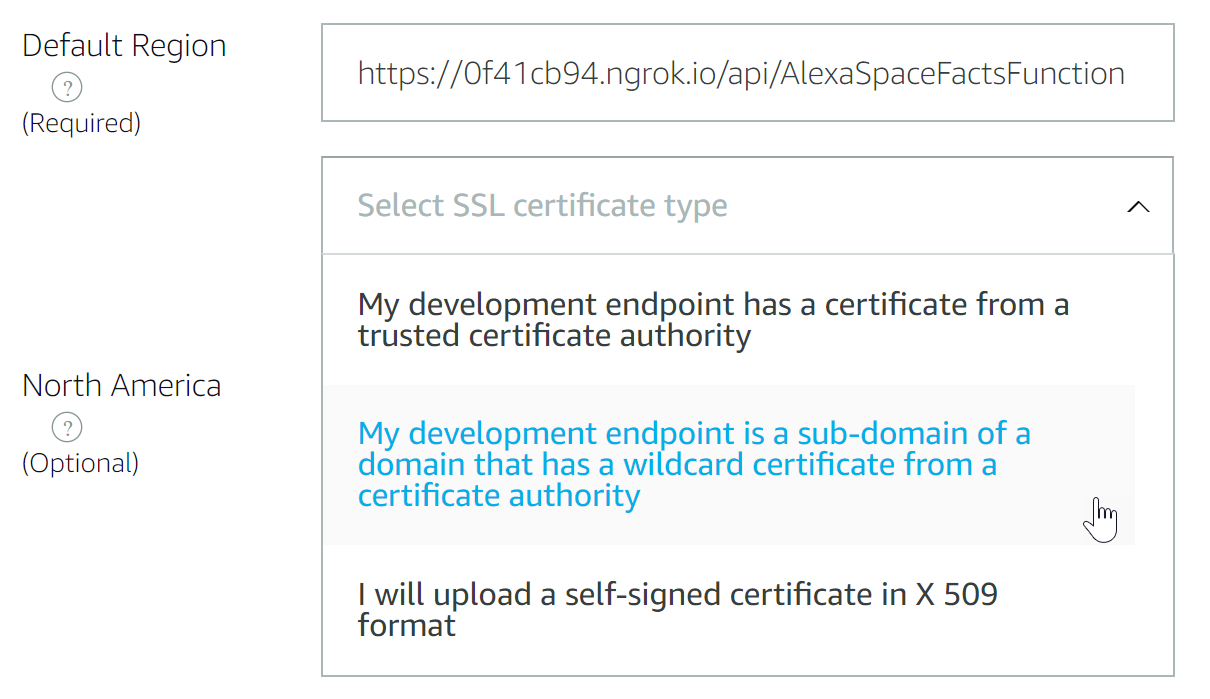 Default Region
?
(Required)
https://0f41cb94.ngrok.io/api/AlexaSpaceFactsFunction
Select SSL certificate type
My development endpoint has a certificate from a
trusted certificate authority
North America
?
(Optional)
My development endpoint is a sub-domain of a
domain that has a wildcard certificate from a
certificate authority
I will upload a self-signed certificate in X 509
format